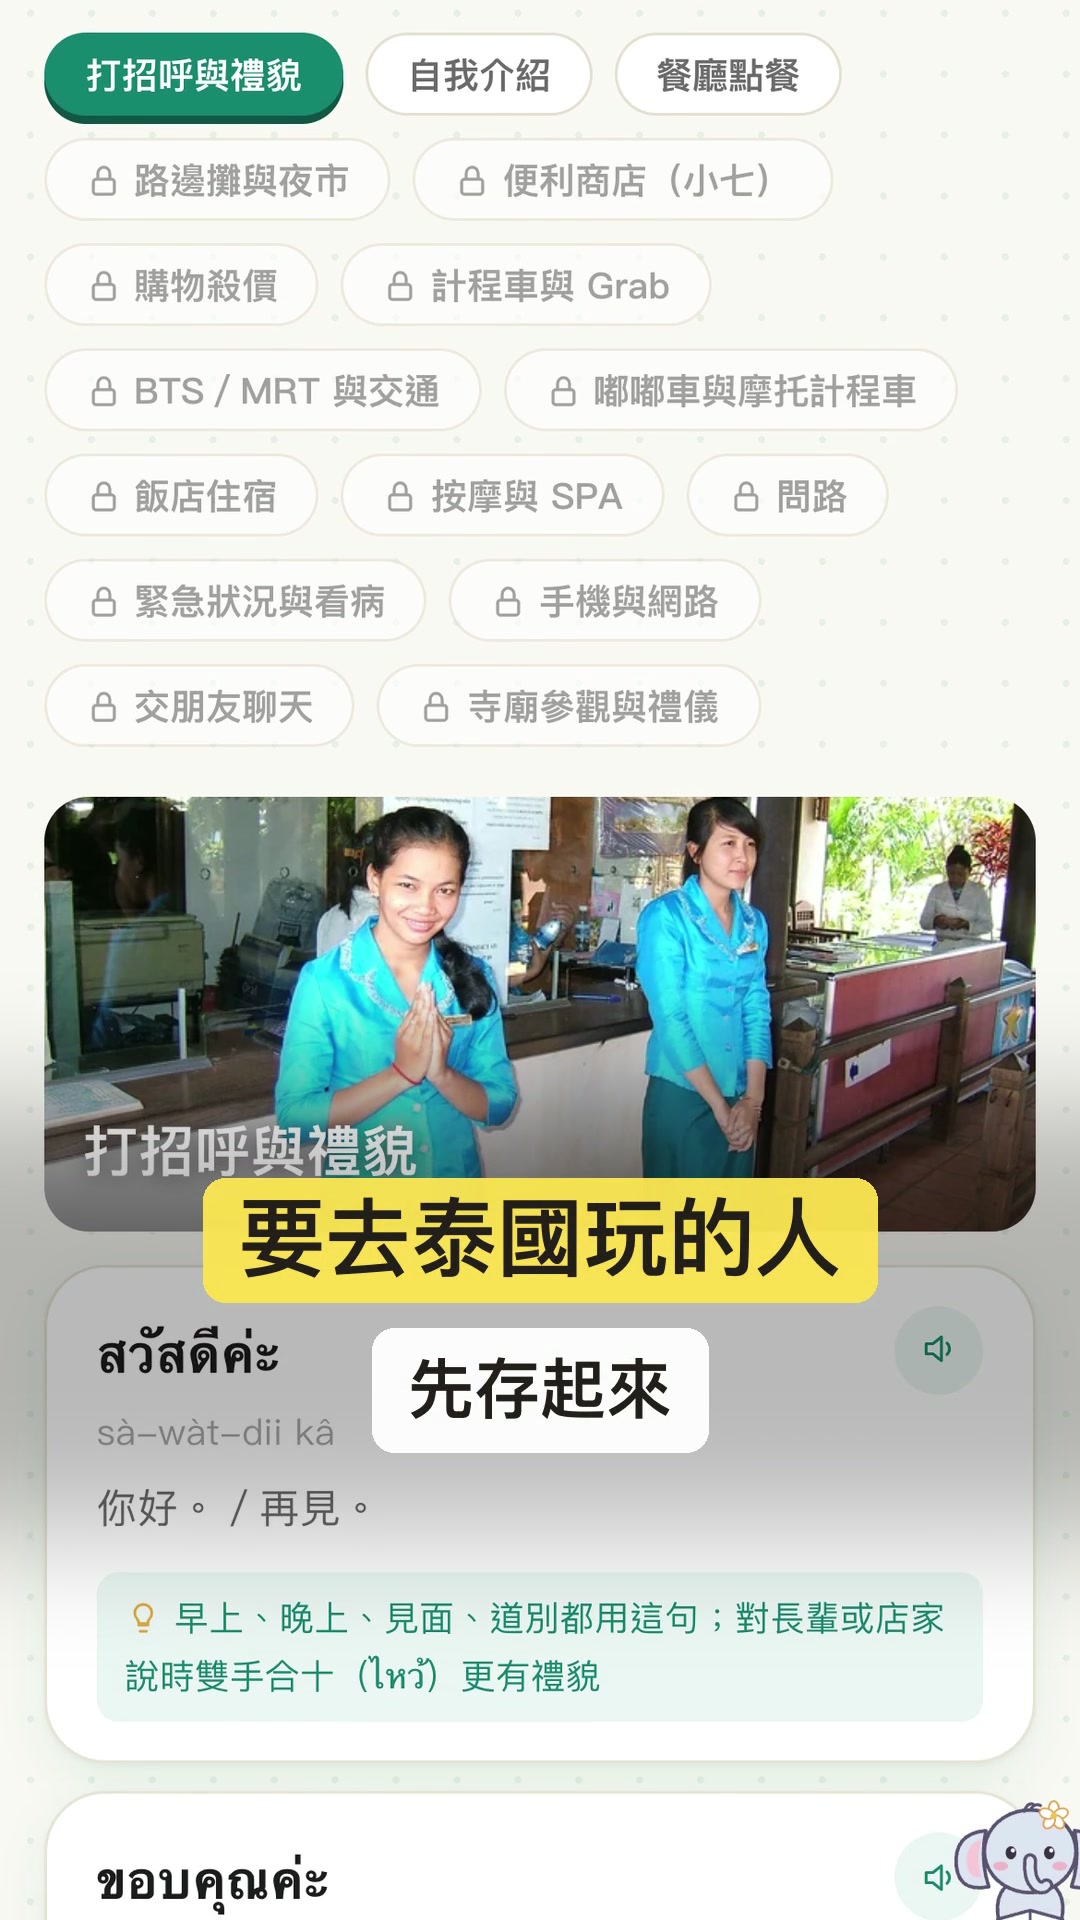 打招呼與禮貌
自我介紹
餐廳點餐
路邊攤與夜市
便利商店（小七）
購物殺價
計程車與 Grab
BTS / MRT 與交通
嘟嘟車與摩托計程車
飯店住宿
按摩與 SPA
問路
緊急狀況與看病
手機與網路
交朋友聊天
寺廟參觀與禮儀
打招呼與禮貌
要去泰國玩的人
先存起來
สวัสดีค่ะ
sà-wàt-dii kâ
你好。 / 再見。
早上、晚上、見面、道別都用這句；對長輩或店家
說時雙手合十（ไหว้）更有禮貌
ขอบคุณค่ะ